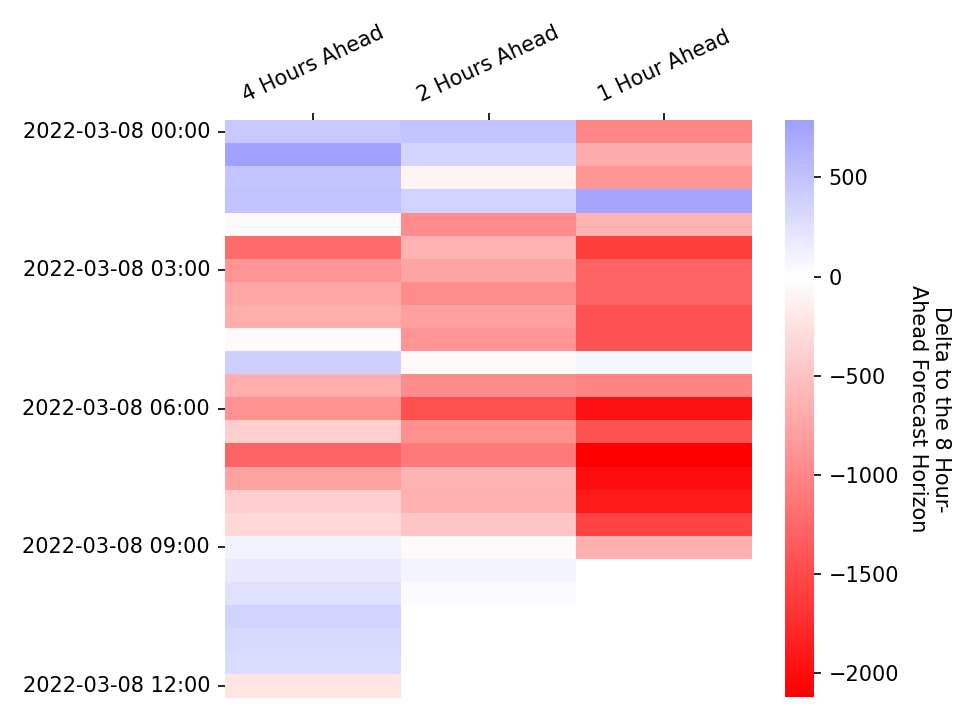 4 Hours Ahead
2 Hours Ahead
1 Hour Ahead
2022-03-08 00:00
2022-03-08 03:00
2022-03-08 06:00
2022-03-08 09:00
2022-03-08 12:00
500
0
−500
−1000
−1500
−2000
Delta to the 8 Hour-
Ahead Forecast Horizon